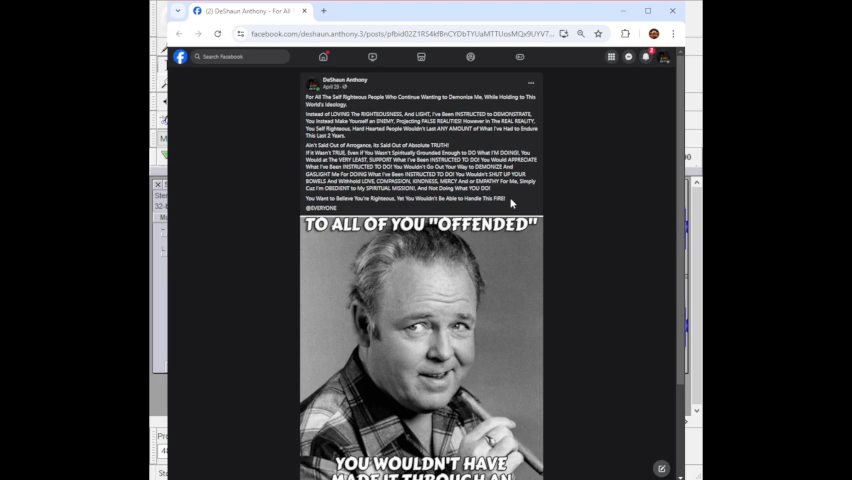 (2) DeShaun Anthony - For All T
facebook.com/deshaun.anthony.3/posts/
Search Facebook
2
DeShaun Anthony
April 23
For All The Self Righteous People Who Continue Wanting to Demonize Me, While Holding to This
World's Ideology.
Instead of LOVING The RIGHTEOUSNESS, And LIGHT, I've Been INSTRUCTED to DEMONSTRATE,
You Instead Make Yourself an ENEMY, Projecting FALSE REALITIES! However in The REAL REALITY,
You Self Righteous, Hard Hearted People Wouldn't Last ANY AMOUNT of What I've Had to Endure
This Last 2 Years.
Ain't Said Out of Arrogance, its Said Out of Absolute TRUTH!
If it Wasn't TRUE, Even if You Wasn't Spiritually Grounded Enough to DO What I'M DOING!, You
Would at The VERY LEAST, SUPPORT What I've Been INSTRUCTED TO DO! You Would APPRECIATE
What I've Been INSTRUCTED TO DO! You Wouldn't Go Out Your Way to DEMONIZE And
GASLIGHT Me For DOING What I've Been INSTRUCTED TO DO! You Wouldn't SHUT UP YOUR
BOWELS And Withhold LOVE, COMPASSION, KINDNESS, MERCY And or EMPATHY For Me, Simply
Cuz I'm OBEDIENT to My SPIRITUAL MISSION!, And Not Doing What YOU DO!
You Want to Believe You're Righteous, Yet You Wouldn't Be Able to Handle This FIRE!
@EVERYONE
TO ALL OF YOU "OFFENDED"
YOU WOULDN'T HAVE
MADE IT THROUGH AN